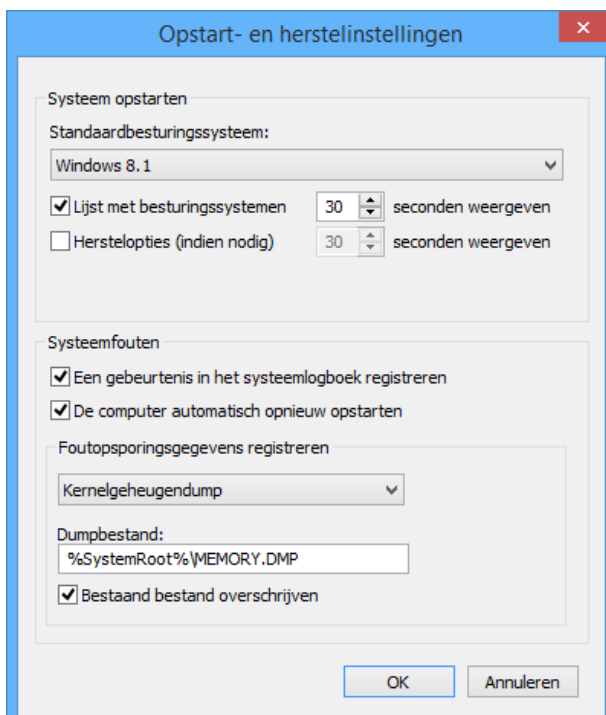 Opstart- en herstelinstellingen
Systeem opstarten
Standaardbesturingssysteem:
Windows 8.1
Lijst met besturingssystemen 30 seconden weergeven
Herstelopties (indien nodig) 30 seconden weergeven
Systeemfouten
Een gebeurtenis in het systeemlogboek registreren
De computer automatisch opnieuw opstarten
Foutopsporingsgegevens registreren
Kernelgeheugendump
Dumpbestand:
%SystemRoot%\MEMORY.DMP
Bestaand bestand overschrijven
OK Annuleren